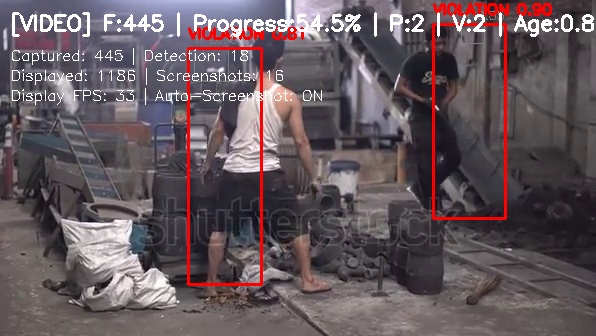 [VIDEO] F:445 | Progress:54.5% | P:2 | V:2 | Age:0.8
VIOLATION 0.81
VIOLATION 0.90
Captured: 445 | Detection: 18
Displayed: 1186 | Screenshots: 16
Display FPS: 33 | Auto-Screenshot: ON
shutterstock